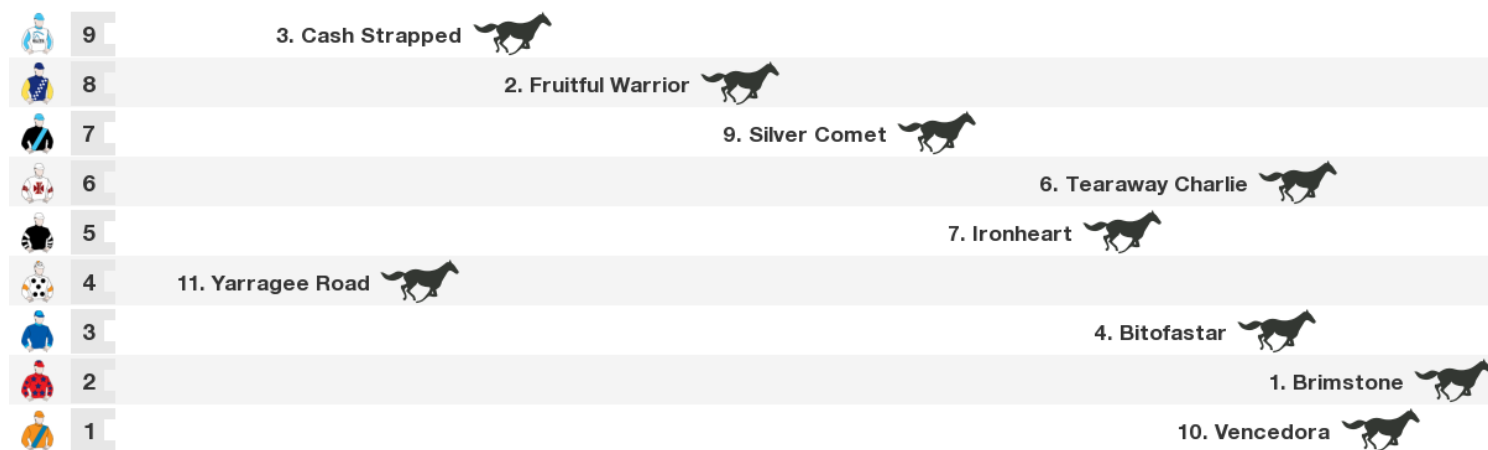 9 3. Cash Strapped
8 2. Fruitful Warrior
7 9. Silver Comet
6 6. Tearaway Charlie
5 7. Ironheart
4 11. Yarragee Road
3 4. Bitofastar
2 1. Brimstone
1 10. Vencedora